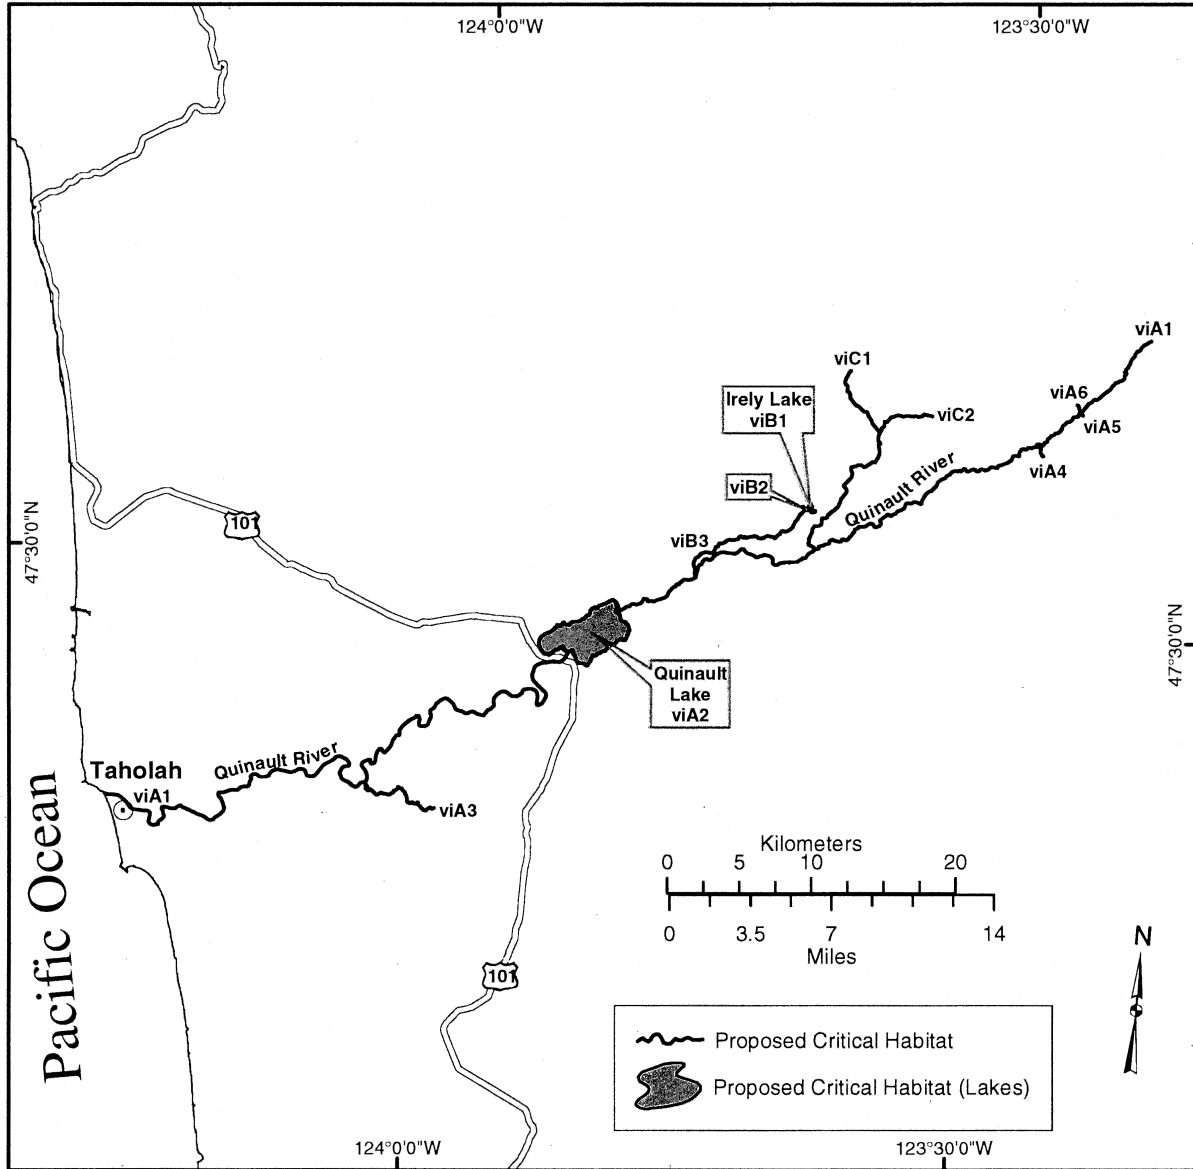 124°0'0"W
123°30'0"W
viA1
viC1
viA6
Irely Lake
viB1
viC2
viA5
viA4
viB2
Quinault River
101
47°30'0"N
viB3
47°30'0"N
Quinault
Lake
viA2
Quinault River
Taholah
viA1
viA3
Pacific Ocean
Kilometers
0 5 10 20
0 3.5 7 14
Miles
N
101
Proposed Critical Habitat
Proposed Critical Habitat (Lakes)
124°0'0"W
123°30'0"W